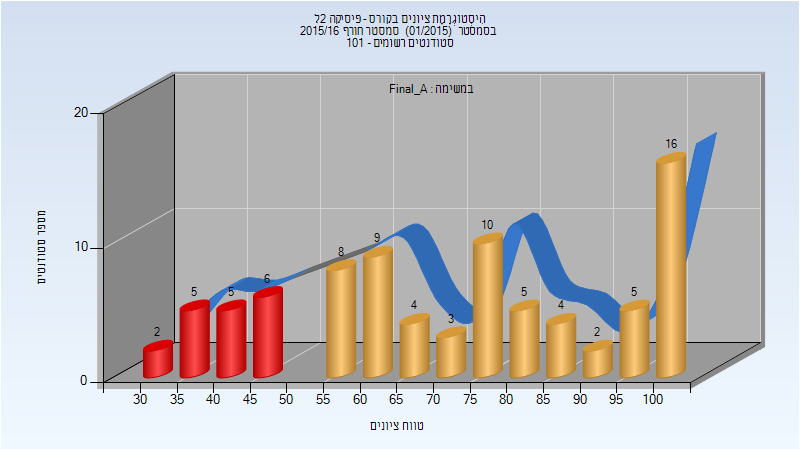 היסטוגרמת ציונים בקורס - פיסיקה 2ל
בסמסטר (01/2015) סמסטר חורף 2015/16
סטודנטים רשומים - 101
במשימה : Final_A
מספר סטודנטים
20
10
0
2 5 5 6 8 9 4 3 10 5 4 2 5 16
30 35 40 45 50 55 60 65 70 75 80 85 90 95 100
טווח ציונים